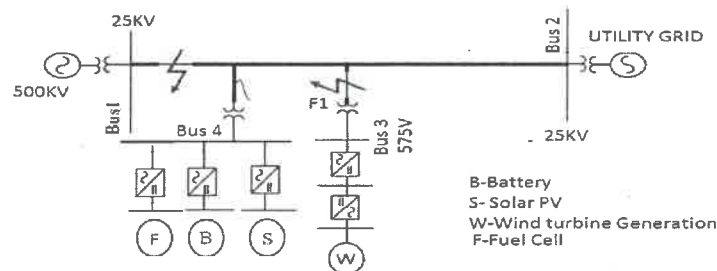 25KV
500KV
Bus1
Bus 4
F1
Bus 3
575V
Bus 2
UTILITY GRID
25KV
F
B
S
W
B-Battery
S- Solar PV
W-Wind turbine Generation
F-Fuel Cell